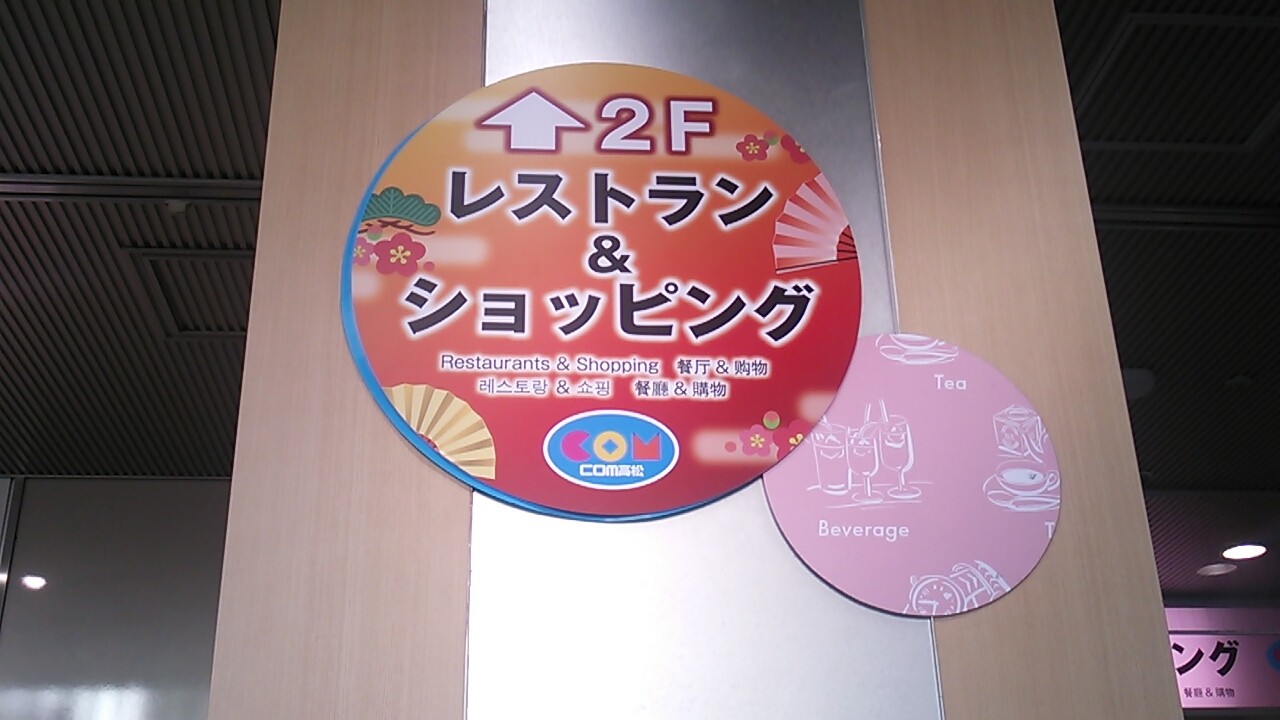 2F
レストラン
&
ショッピング
Restaurants & Shopping 餐厅 & 购物
레스토랑 & 쇼핑 餐廳 & 購物
COM
COM高松
Tea
Beverage
T
ング
餐廳 & 購物